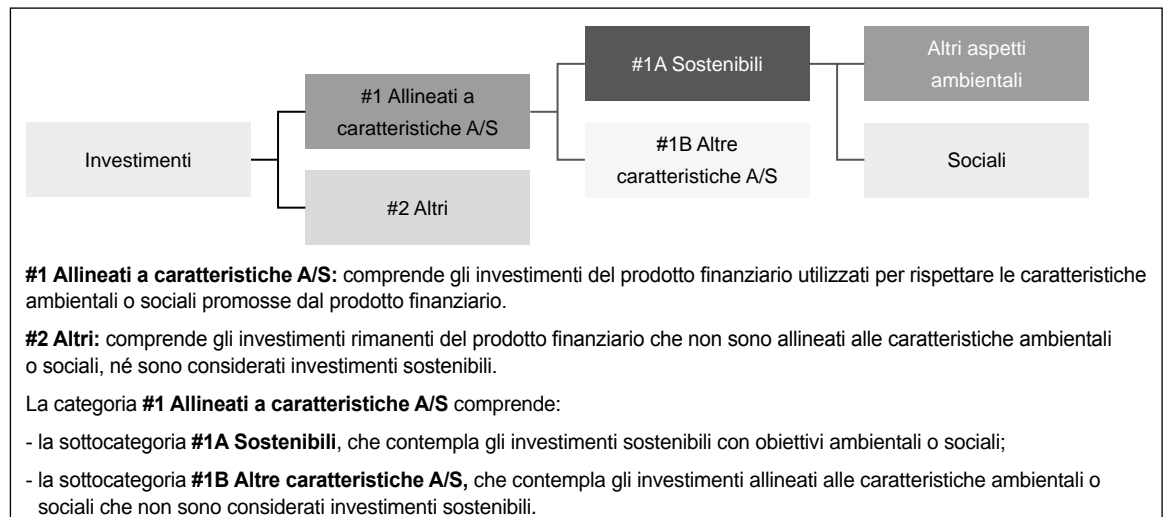 Investimenti
#1 Allineati a
caratteristiche A/S
#2 Altri
#1A Sostenibili
#1B Altre
caratteristiche A/S
Altri aspetti
ambientali
Sociali
#1 Allineati a caratteristiche A/S: comprende gli investimenti del prodotto finanziario utilizzati per rispettare le caratteristiche
ambientali o sociali promosse dal prodotto finanziario.
#2 Altri: comprende gli investimenti rimanenti del prodotto finanziario che non sono allineati alle caratteristiche ambientali
o sociali, né sono considerati investimenti sostenibili.
La categoria #1 Allineati a caratteristiche A/S comprende:
- la sottocategoria #1A Sostenibili, che contempla gli investimenti sostenibili con obiettivi ambientali o sociali;
- la sottocategoria #1B Altre caratteristiche A/S, che contempla gli investimenti allineati alle caratteristiche ambientali o
sociali che non sono considerati investimenti sostenibili.